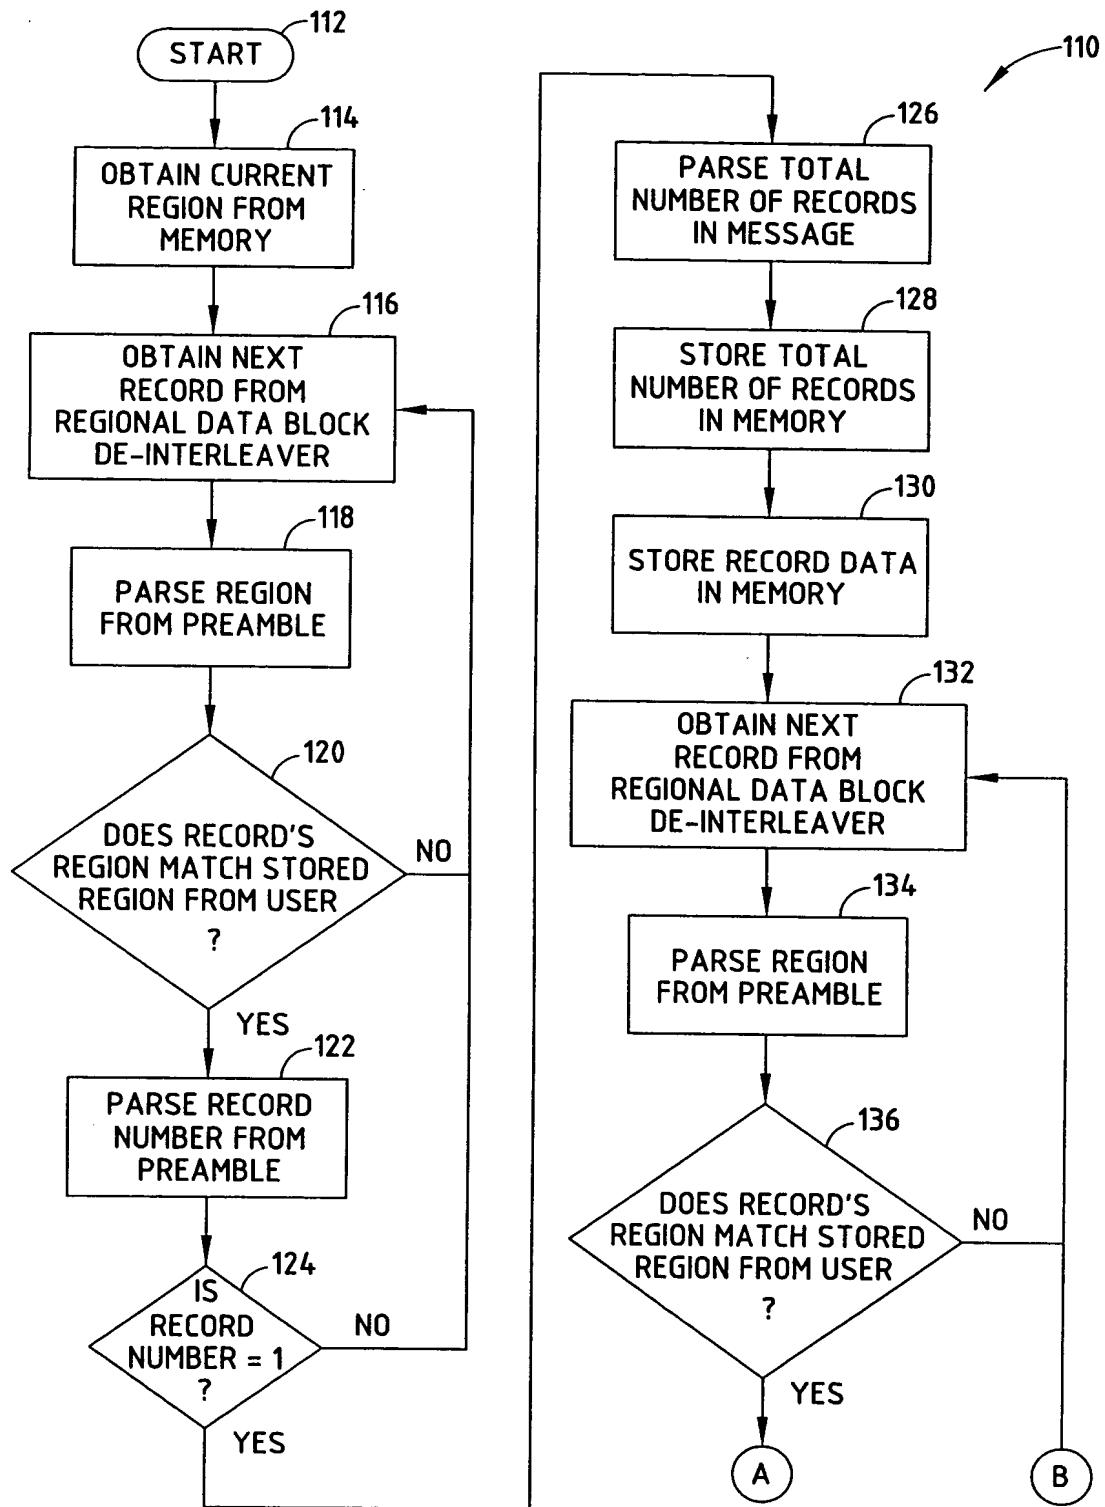 112
START
114
OBTAIN CURRENT
REGION FROM
MEMORY
116
OBTAIN NEXT
RECORD FROM
REGIONAL DATA BLOCK
DE-INTERLEAVER
118
PARSE REGION
FROM PREAMBLE
120
DOES RECORD'S
REGION MATCH STORED
REGION FROM USER
?
NO
YES
122
PARSE RECORD
NUMBER FROM
PREAMBLE
124
IS
RECORD
NUMBER = 1
?
NO
YES
110
126
PARSE TOTAL
NUMBER OF RECORDS
IN MESSAGE
128
STORE TOTAL
NUMBER OF RECORDS
IN MEMORY
130
STORE RECORD DATA
IN MEMORY
132
OBTAIN NEXT
RECORD FROM
REGIONAL DATA BLOCK
DE-INTERLEAVER
134
PARSE REGION
FROM PREAMBLE
136
DOES RECORD'S
REGION MATCH STORED
REGION FROM USER
?
NO
YES
A
B